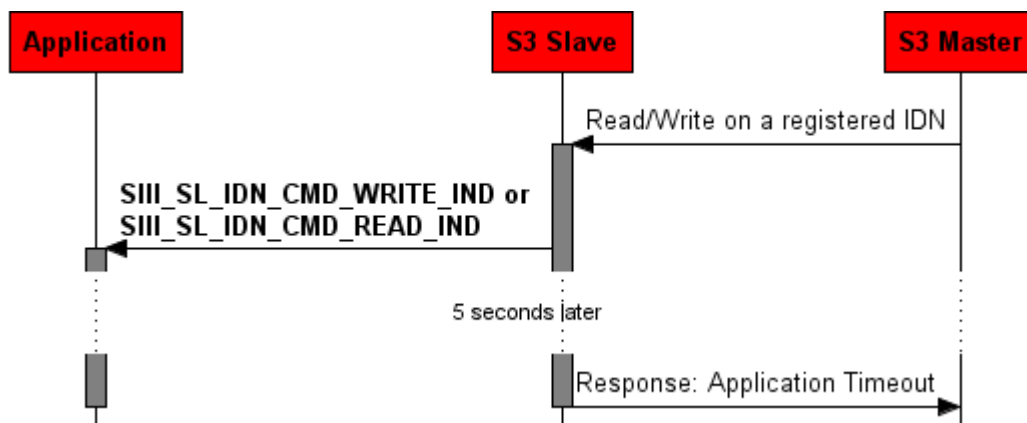 Application
S3 Slave
S3 Master
Read/Write on a registered IDN
SIII_SL_IDN_CMD_WRITE_IND or
SIII_SL_IDN_CMD_READ_IND
5 seconds later
Response: Application Timeout